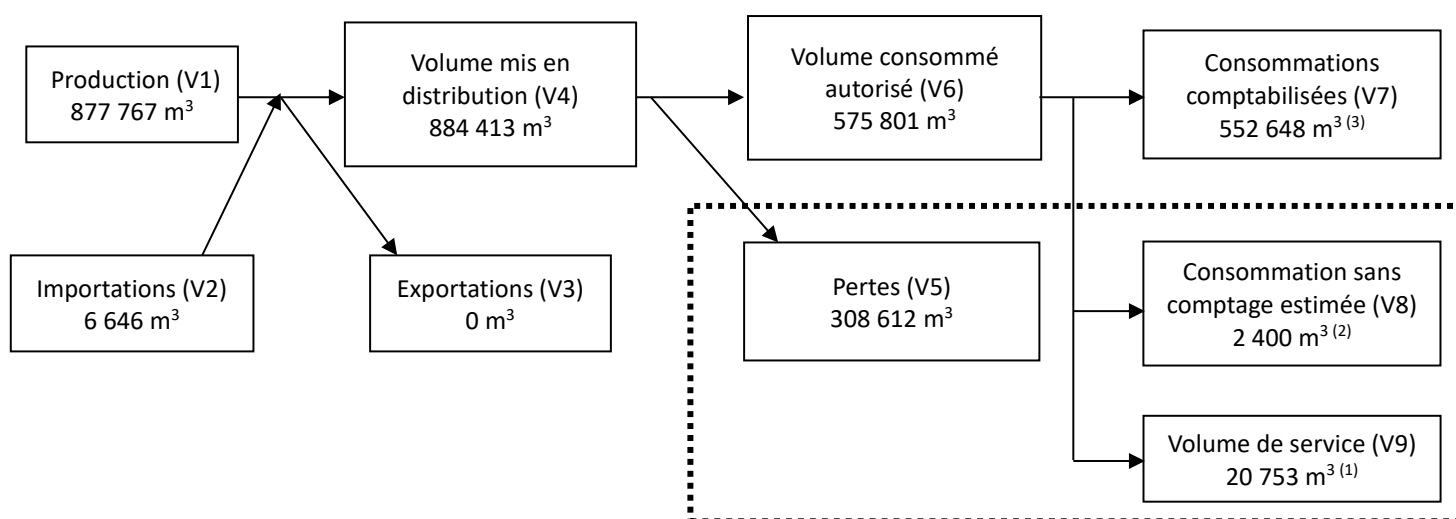 Production (V1)
877 767 m³
Volume mis en
distribution (V4)
884 413 m³
Volume consommé
autorisé (V6)
575 801 m³
Consommations
comptabilisées (V7)
552 648 m³ ⁽³⁾
Importations (V2)
6 646 m³
Exportations (V3)
0 m³
Pertes (V5)
308 612 m³
Consommation sans
comptage estimée (V8)
2 400 m³ ⁽²⁾
Volume de service (V9)
20 753 m³ ⁽¹⁾